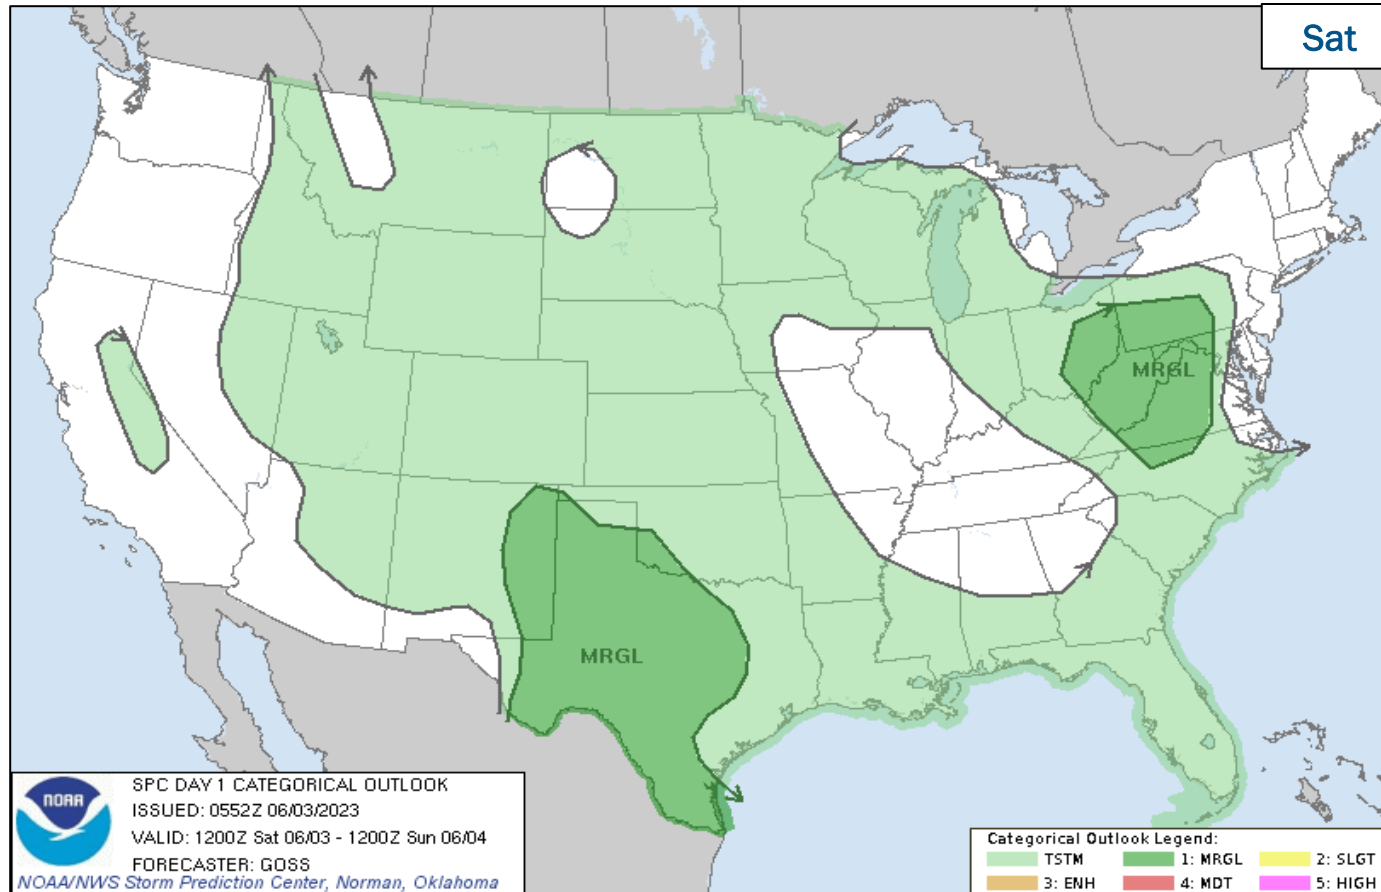 Sat
MRGL
MRGL
SPC DAY 1 CATEGORICAL OUTLOOK
ISSUED: 0552Z 06/03/2023
VALID: 1200Z Sat 06/03 - 1200Z Sun 06/04
FORECASTER: GOSS
NOAA/NWS Storm Prediction Center, Norman, Oklahoma
NOAA
Categorical Outlook Legend:
TSTM 1: MRGL 2: SLGT
3: ENH 4: MDT 5: HIGH